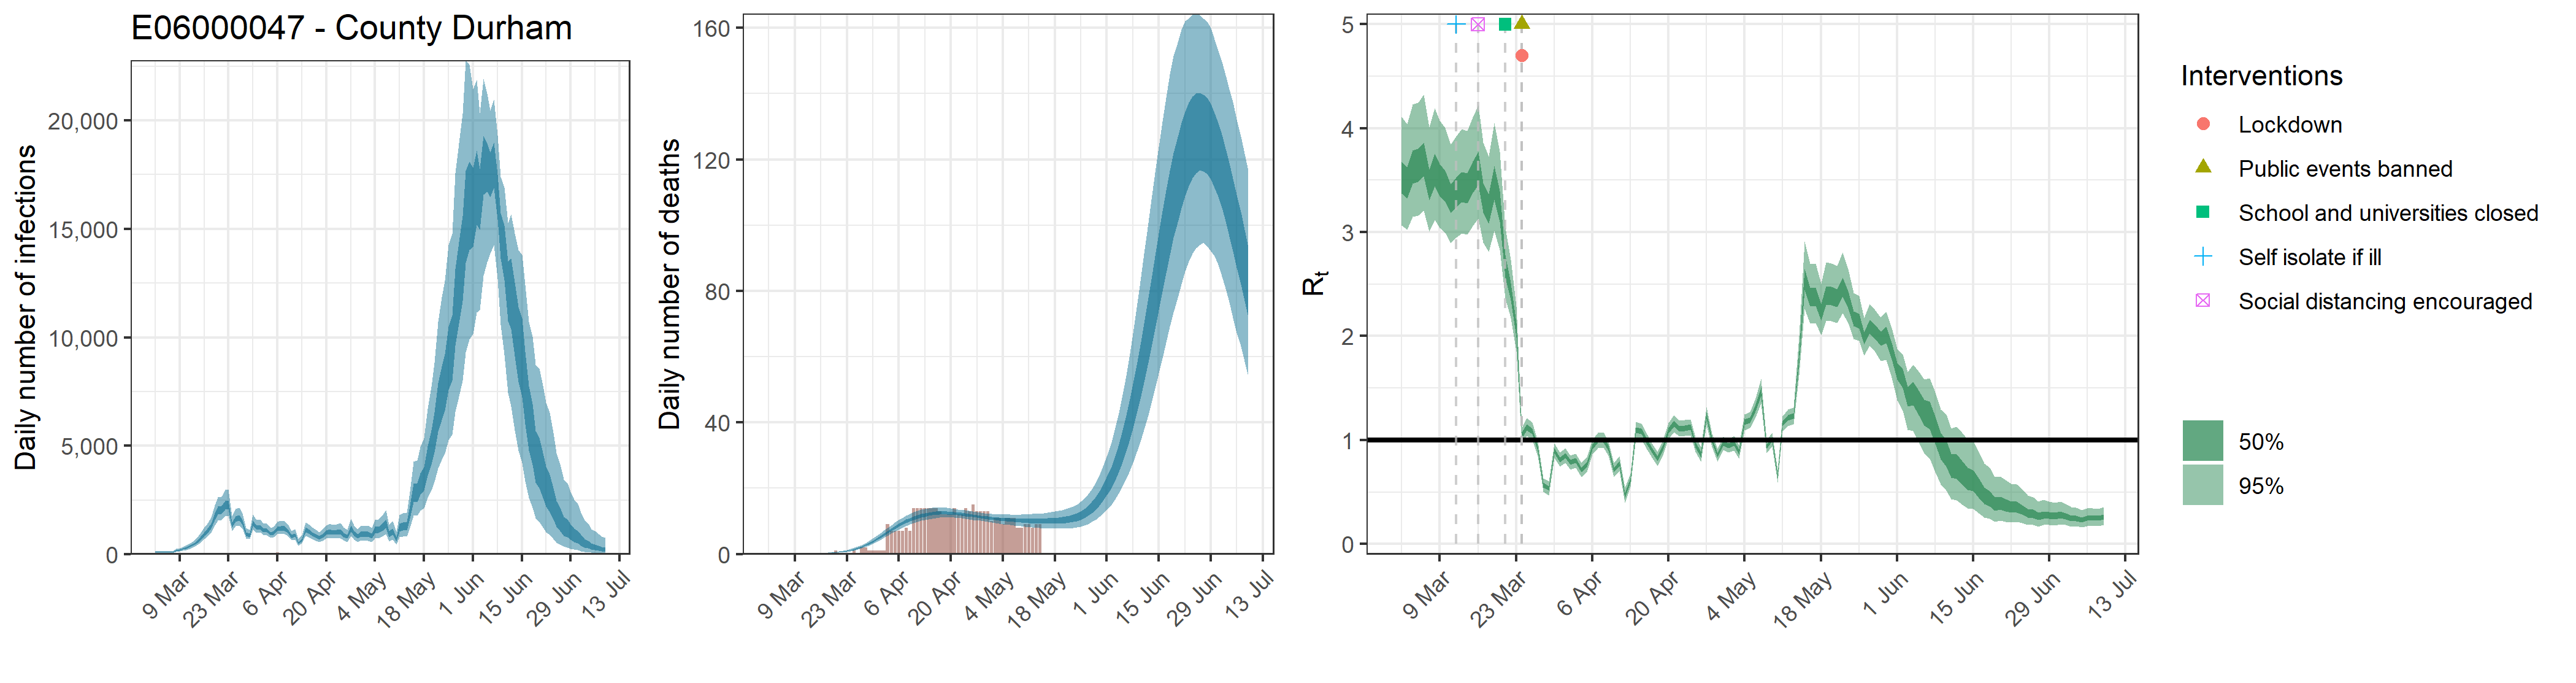 E06000047 - County Durham
Daily number of infections
20,000
15,000
10,000
5,000
0
9 Mar
23 Mar
6 Apr
20 Apr
4 May
18 May
1 Jun
15 Jun
29 Jun
13 Jul
Daily number of deaths
160
120
80
40
0
9 Mar
23 Mar
6 Apr
20 Apr
4 May
18 May
1 Jun
15 Jun
29 Jun
13 Jul
Rt
5
4
3
2
1
0
9 Mar
23 Mar
6 Apr
20 Apr
4 May
18 May
1 Jun
15 Jun
29 Jun
13 Jul
Interventions
Lockdown
Public events banned
School and universities closed
Self isolate if ill
Social distancing encouraged
50%
95%